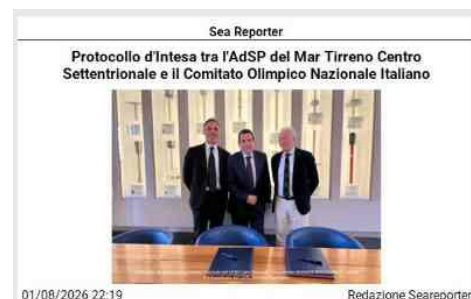 Sea Reporter
Protocollo d'Intesa tra l'AdSP del Mar Tirreno Centro
Settentrionale e il Comitato Olimpico Nazionale Italiano
01/08/2026 22:19
Redazione Seareporter